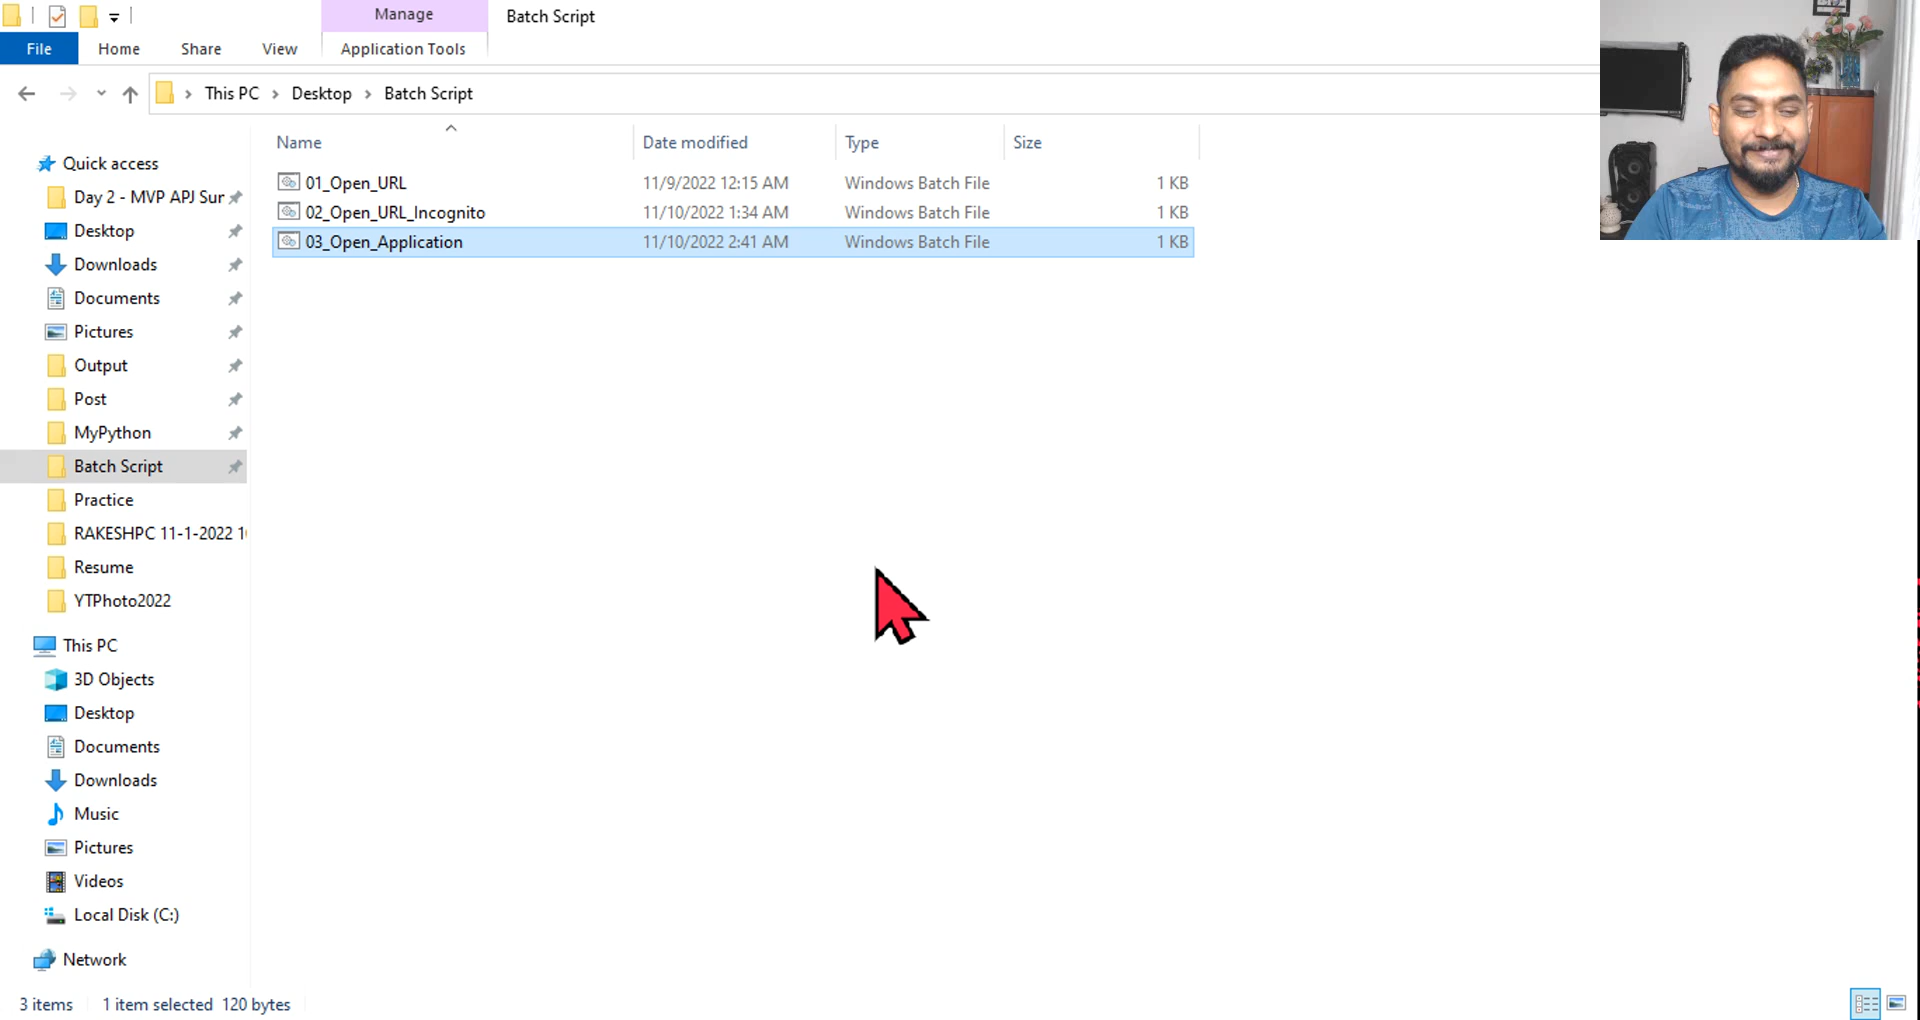 Manage
Batch Script
File
Home
Share
View
Application Tools
This PC
Desktop
Batch Script
Name
Date modified
Type
Size
01_Open_URL
11/9/2022 12:15 AM
Windows Batch File
1 KB
02_Open_URL_Incognito
11/10/2022 1:34 AM
Windows Batch File
1 KB
03_Open_Application
11/10/2022 2:41 AM
Windows Batch File
1 KB
Quick access
Day 2 - MVP APJ Sur
Desktop
Downloads
Documents
Pictures
Output
Post
MyPython
Batch Script
Practice
RAKESHPC 11-1-2022 1
Resume
YTPhoto2022
This PC
3D Objects
Desktop
Documents
Downloads
Music
Pictures
Videos
Local Disk (C:)
Network
3 items
1 item selected 120 bytes